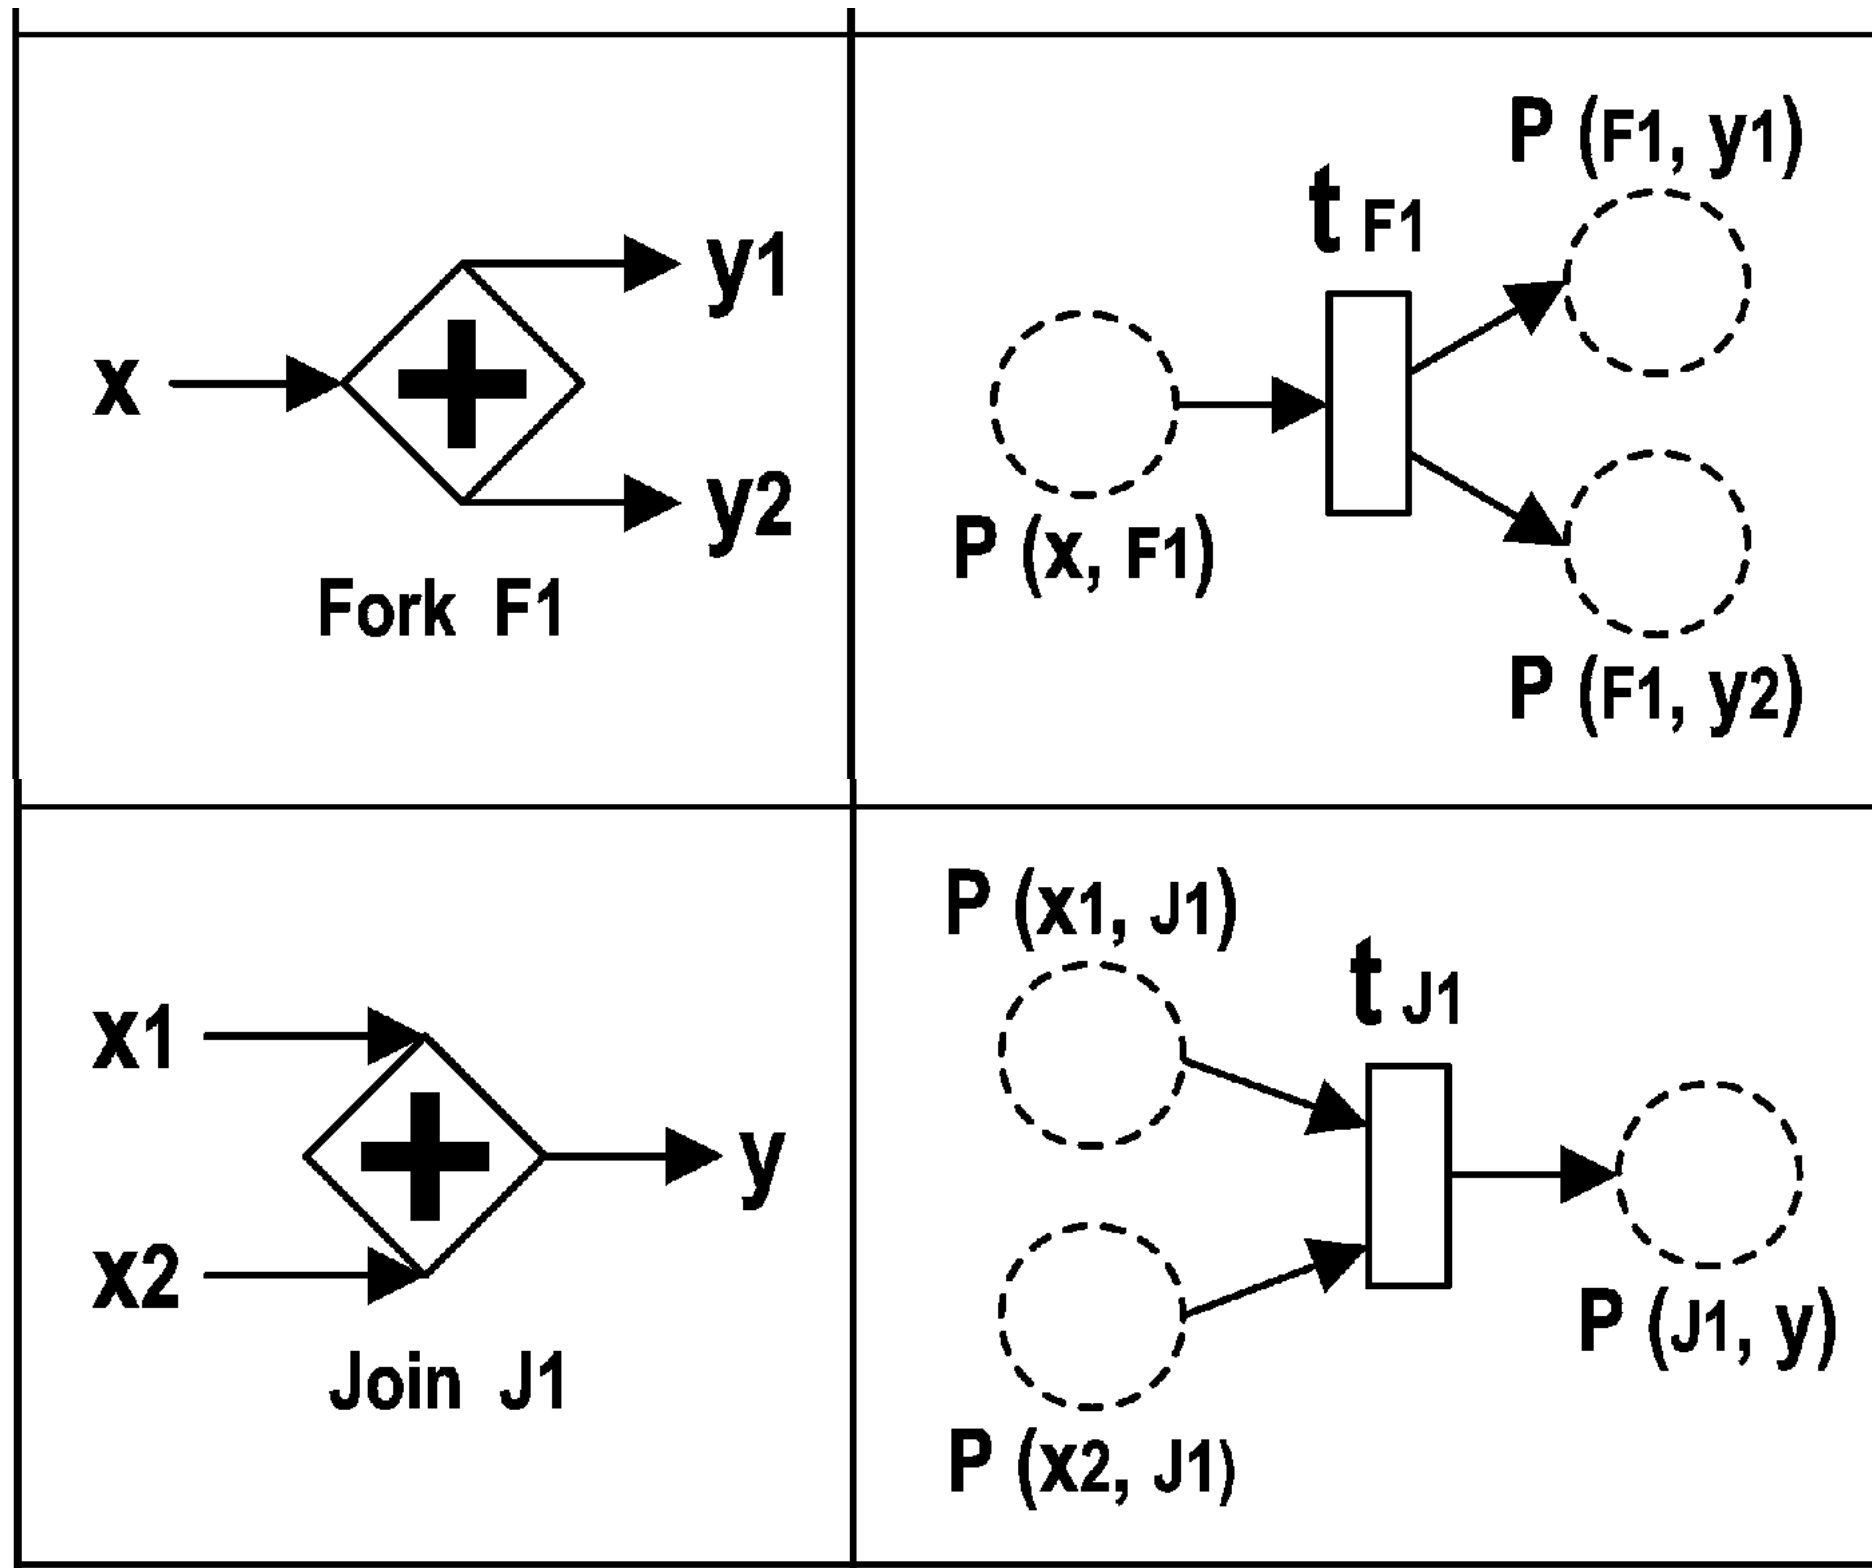 x
y1
y2
Fork F1
P (x, F1)
t F1
P (F1, y1)
P (F1, y2)
x1
x2
y
Join J1
P (x1, J1)
P (x2, J1)
t J1
P (J1, y)